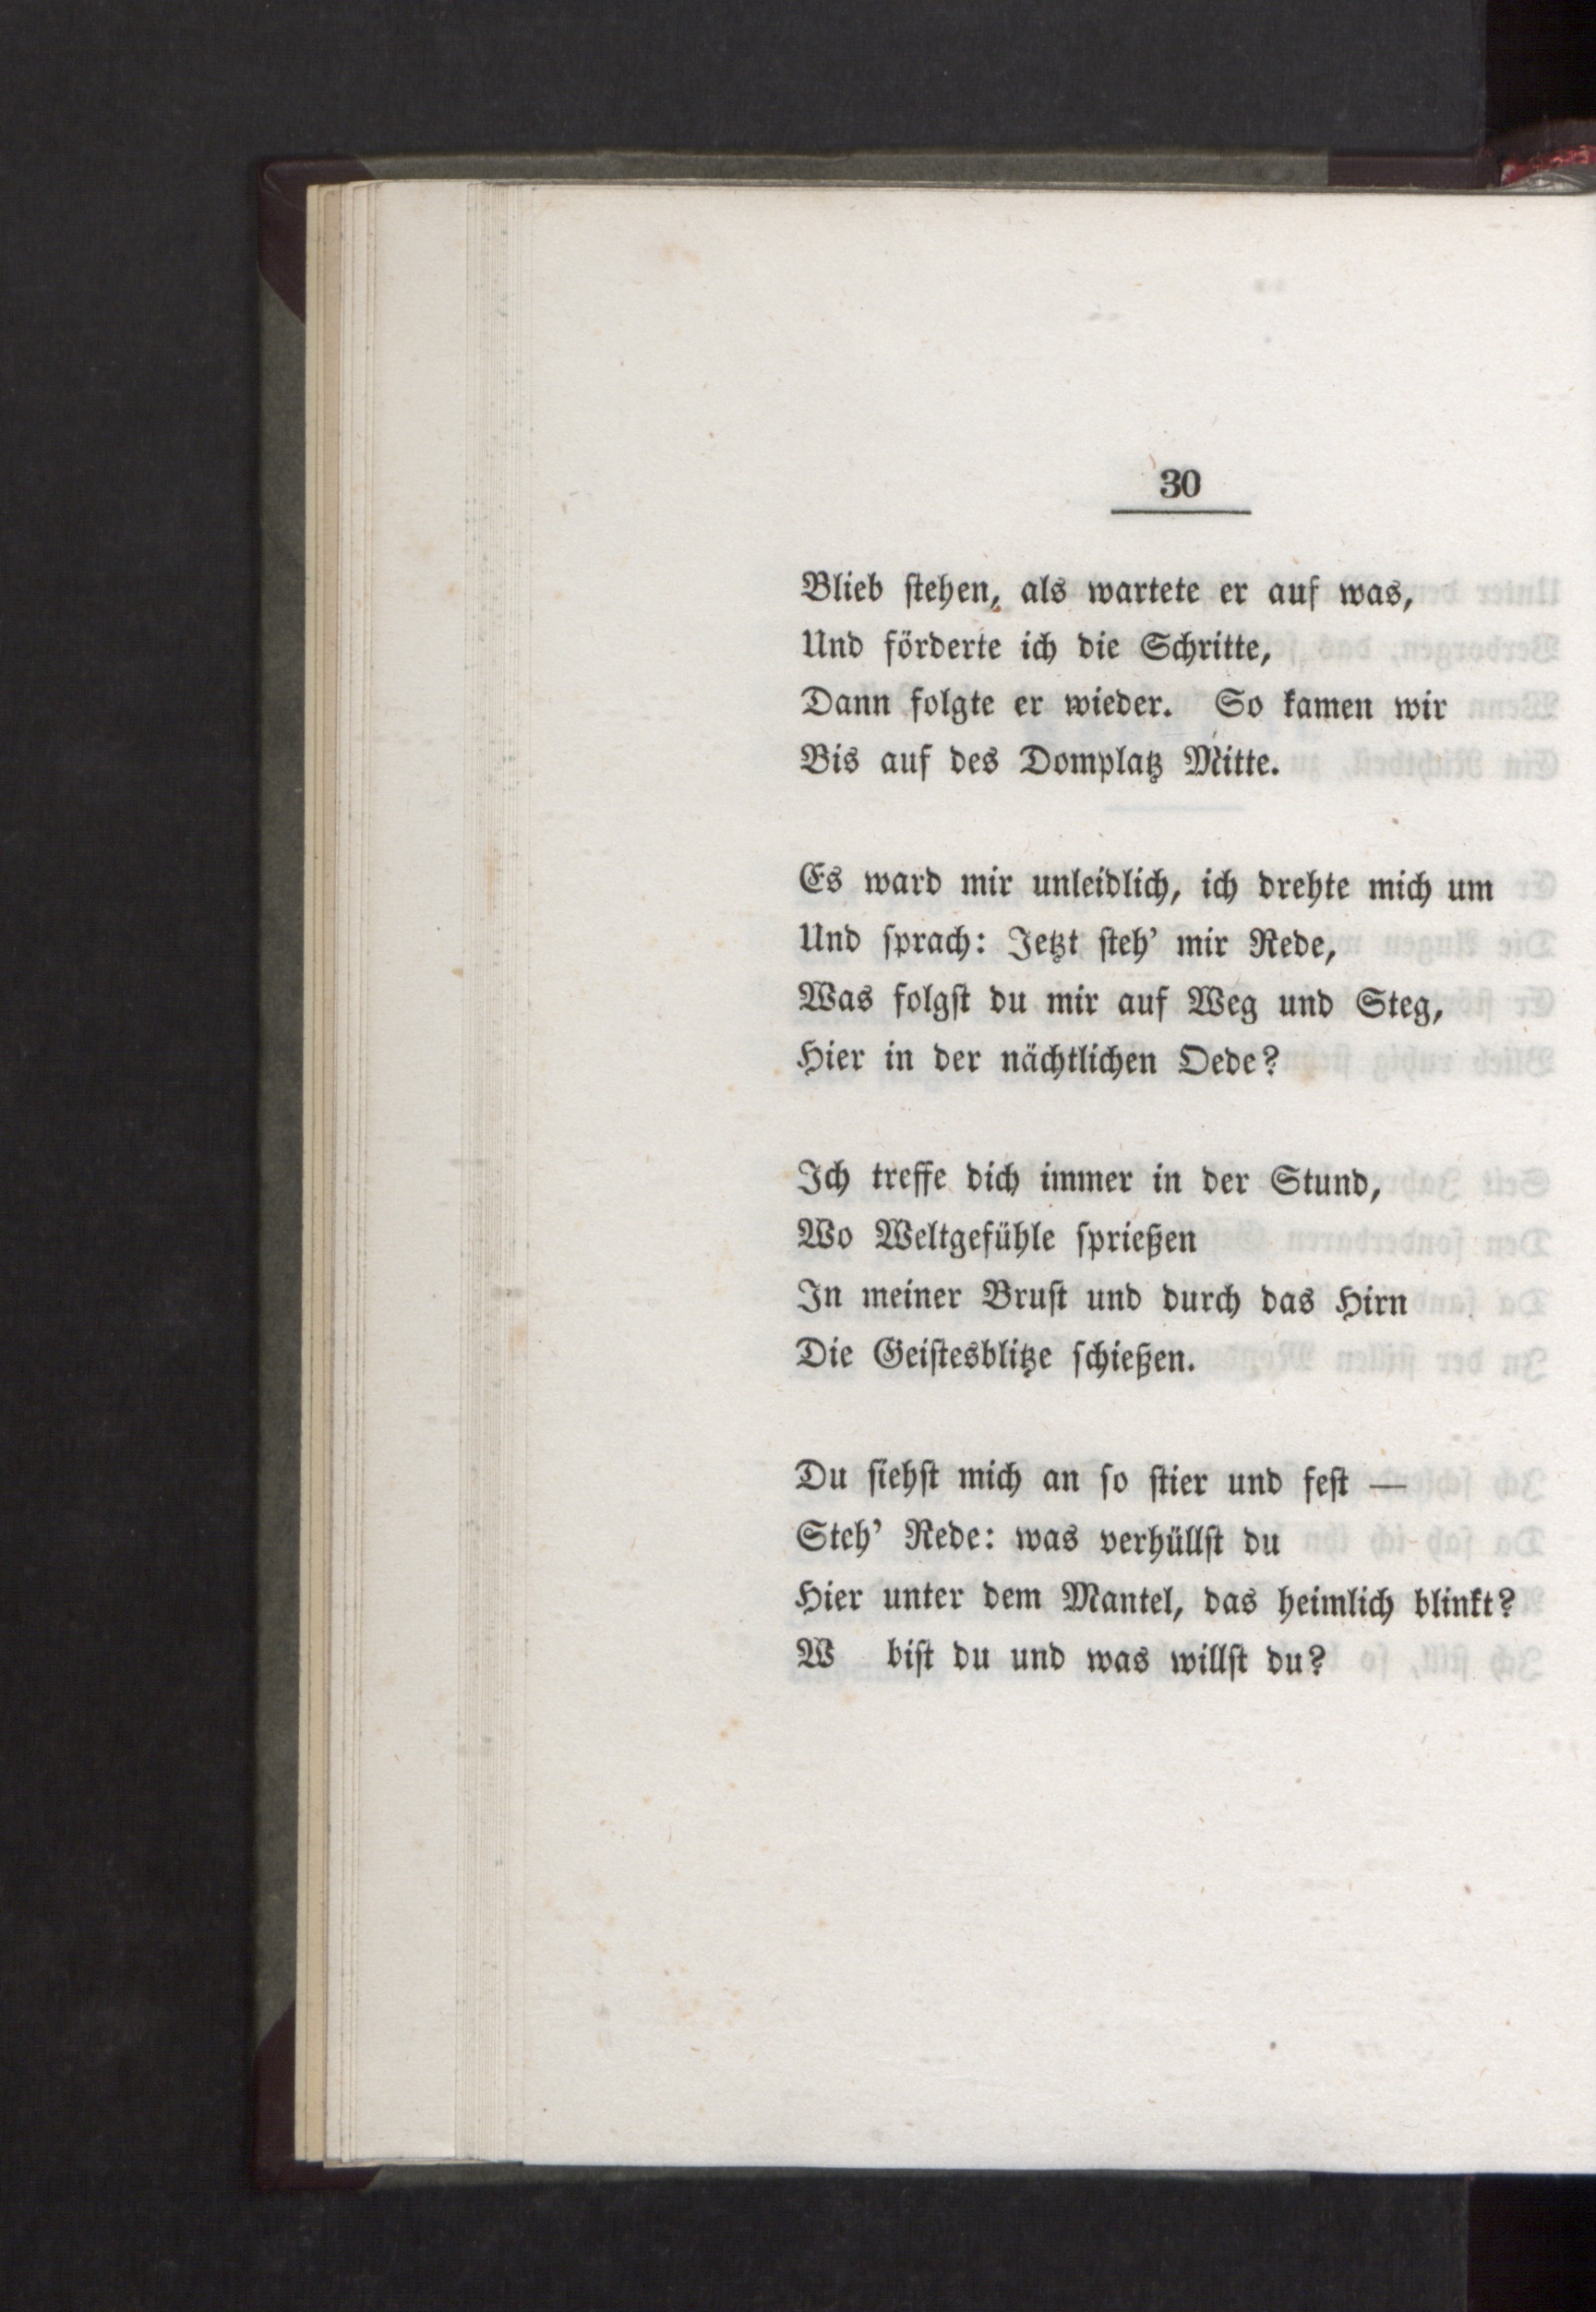 30
Blieb stehen, als wartete er auf was,
Und förderte ich die Schritte,
Dann folgte er wieder. So kamen wir
Bis auf des Domplatz Mitte.
Es ward mir unleidlich, ich drehte mich um
Und sprach: Jetzt steh’ mir Rede,
Was folgst du mir auf Weg und Steg,
Hier in der nächtlichen Oede?
Ich treffe dich immer in der Stund,
Wo Weltgefühle sprießen
In meiner Brust und durch das Hirn
Die Geistesblitze schießen.
Du siehst mich an so stier und fest —
Steh’ Rede: was verhüllst du
Hier unter dem Mantel, das heimlich blinkt?
W bist du und was willst du?